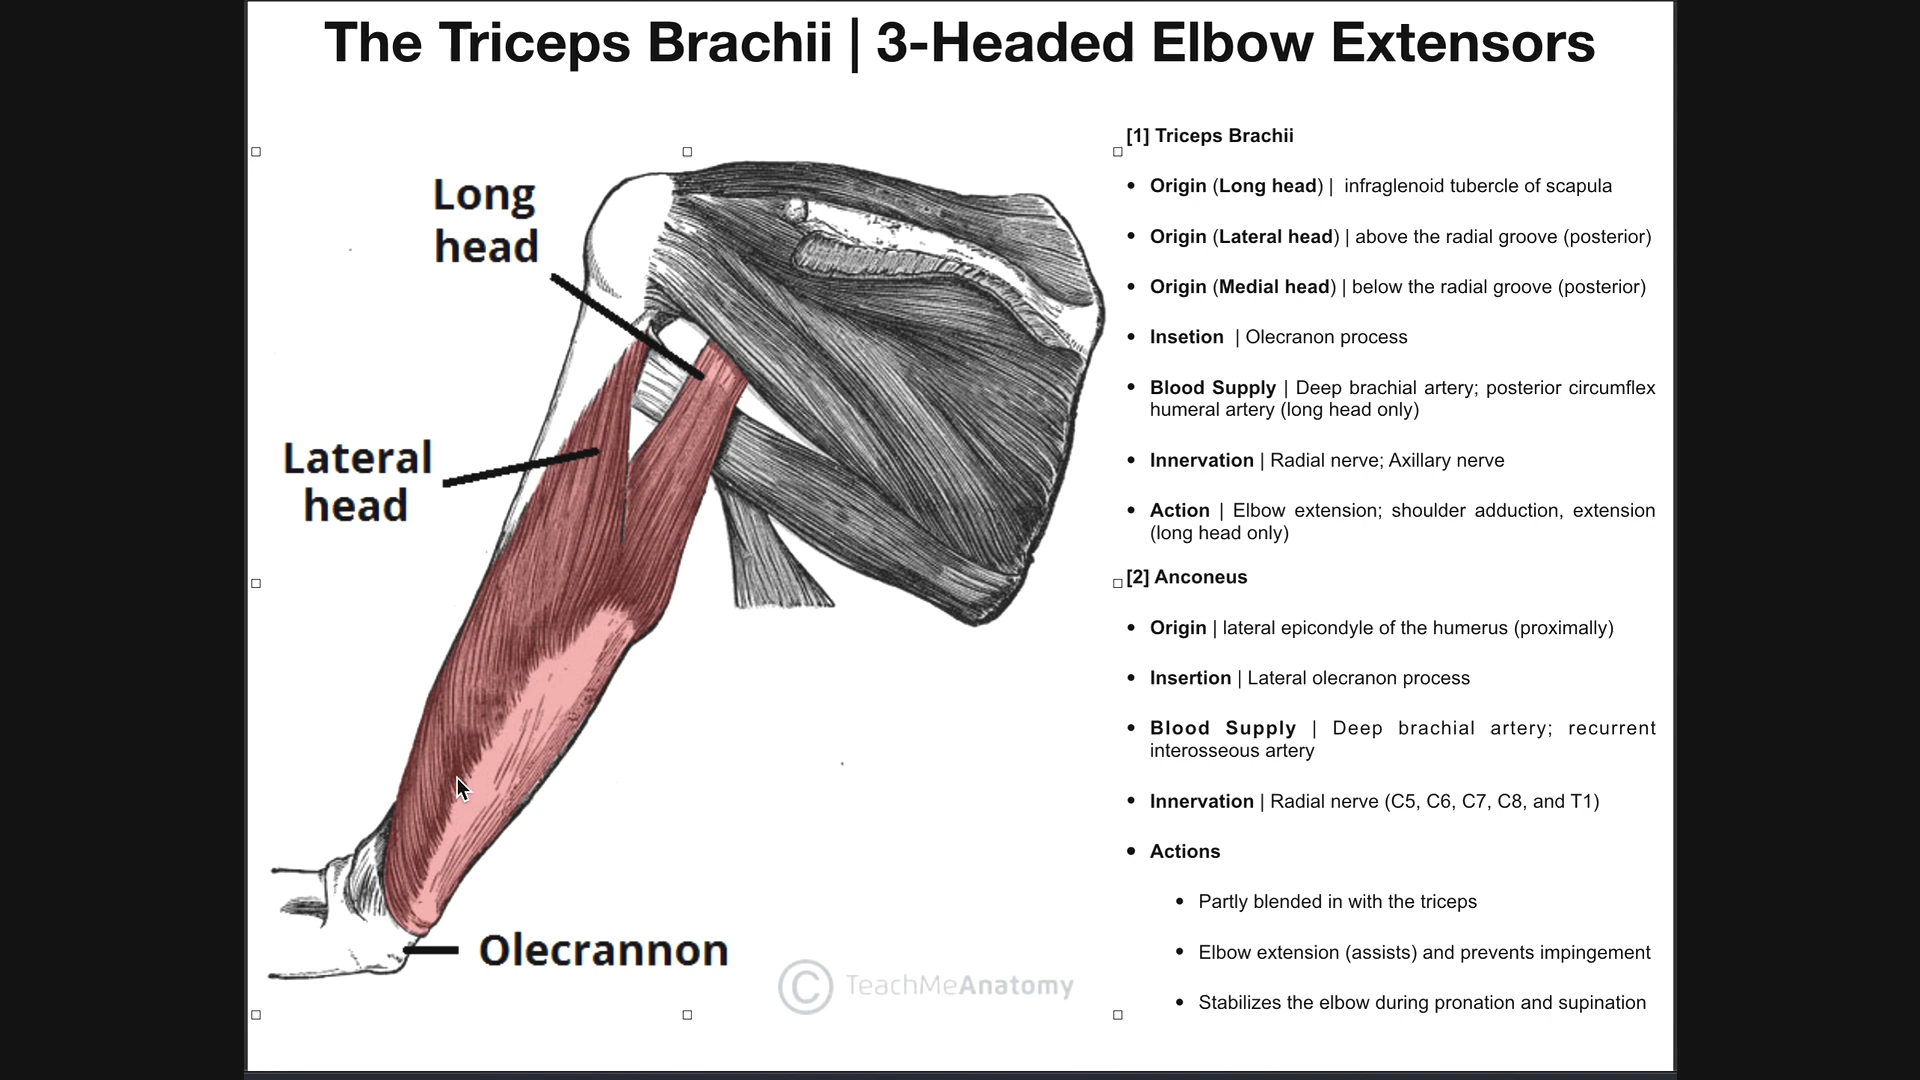 The Triceps Brachii | 3-Headed Elbow Extensors
Long
head
Lateral
head
Olecrannon
© TeachMeAnatomy
[1] Triceps Brachii
• Origin (Long head) | infraglenoid tubercle of scapula
• Origin (Lateral head) | above the radial groove (posterior)
• Origin (Medial head) | below the radial groove (posterior)
• Insetion | Olecranon process
• Blood Supply | Deep brachial artery; posterior circumflex
humeral artery (long head only)
• Innervation | Radial nerve; Axillary nerve
• Action | Elbow extension; shoulder adduction, extension
(long head only)
[2] Anconeus
• Origin | lateral epicondyle of the humerus (proximally)
• Insertion | Lateral olecranon process
• Blood Supply | Deep brachial artery; recurrent
interosseous artery
• Innervation | Radial nerve (C5, C6, C7, C8, and T1)
• Actions
• Partly blended in with the triceps
• Elbow extension (assists) and prevents impingement
• Stabilizes the elbow during pronation and supination